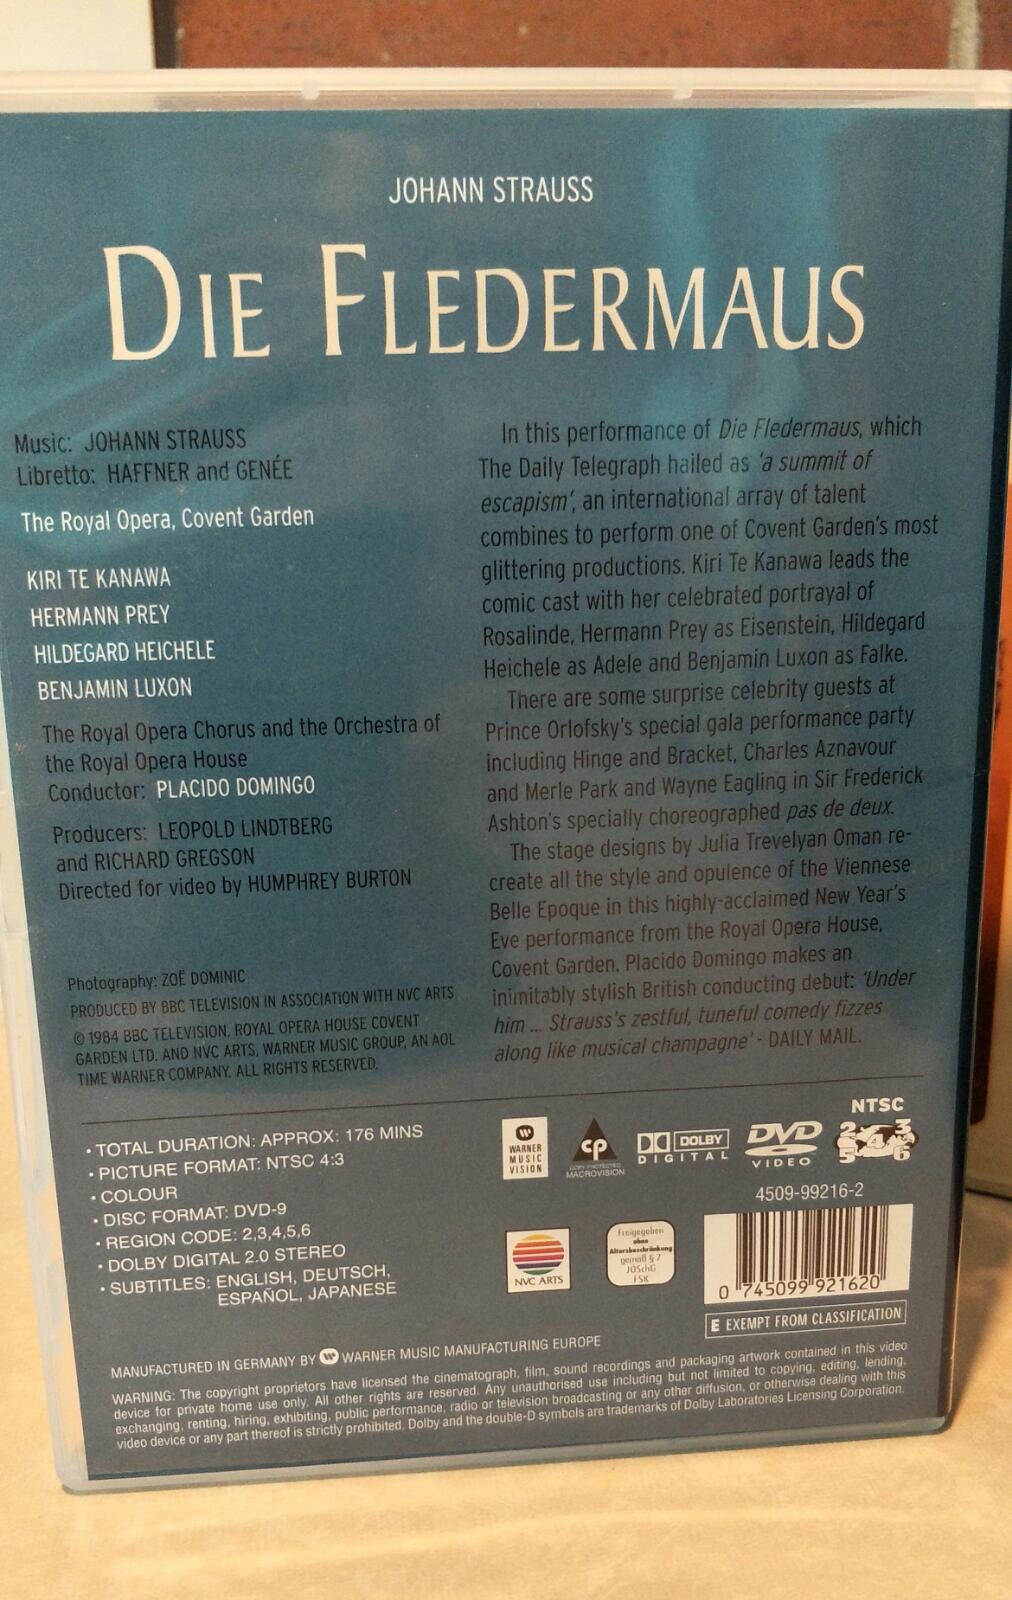 JOHANN STRAUSS
DIE FLEDERMAUS
Music: JOHANN STRAUSS
Libretto: HAFFNER and GENÉE
The Royal Opera, Covent Garden
KIRI TE KANAWA
HERMANN PREY
HILDEGARD HEICHELE
BENJAMIN LUXON
The Royal Opera Chorus and the Orchestra of
the Royal Opera House
Conductor: PLACIDO DOMINGO
Producers: LEOPOLD LINDTBERG
and RICHARD GREGSON
Directed for video by HUMPHREY BURTON
Photography: ZOË DOMINIC
PRODUCED BY BBC TELEVISION IN ASSOCIATION WITH NVC ARTS
© 1984 BBC TELEVISION, ROYAL OPERA HOUSE COVENT
GARDEN LTD. AND NVC ARTS, WARNER MUSIC GROUP, AN AOL
TIME WARNER COMPANY. ALL RIGHTS RESERVED.
In this performance of Die Fledermaus, which
The Daily Telegraph hailed as 'a summit of
escapism', an international array of talent
combines to perform one of Covent Garden's most
glittering productions. Kiri Te Kanawa leads the
comic cast with her celebrated portrayal of
Rosalinde, Hermann Prey as Eisenstein, Hildegard
Heichele as Adele and Benjamin Luxon as Falke.
There are some surprise celebrity guests at
Prince Orlofsky's special gala performance party
including Hinge and Bracket, Charles Aznavour
and Merle Park and Wayne Eagling in Sir Frederick
Ashton's specially choreographed pas de deux.
The stage designs by Julia Trevelyan Oman re-
create all the style and opulence of the Viennese
Belle Epoque in this highly-acclaimed New Year's
Eve performance from the Royal Opera House,
Covent Garden. Placido Domingo makes an
inimitably stylish British conducting debut: 'Under
him ... Strauss's zestful, tuneful comedy fizzes
along like musical champagne' - DAILY MAIL.
• TOTAL DURATION: APPROX: 176 MINS
• PICTURE FORMAT: NTSC 4:3
• COLOUR
• DISC FORMAT: DVD-9
• REGION CODE: 2,3,4,5,6
• DOLBY DIGITAL 2.0 STEREO
• SUBTITLES: ENGLISH, DEUTSCH,
ESPAÑOL, JAPANESE
WARNER
MUSIC
VISION
CP
COPY PROTECTED
MACROVISION
DOLBY
DIGITAL
DVD
VIDEO
NTSC
2 3
4
5 6
4509-99216-2
NVC ARTS
Freigegeben
ohne
Altersbeschränkung
gemäß § 7
JÖSchG
FSK
0 745099 921620
E EXEMPT FROM CLASSIFICATION
MANUFACTURED IN GERMANY BY WARNER MUSIC MANUFACTURING EUROPE
WARNING: The copyright proprietors have licensed the cinematograph, film, sound recordings and packaging artwork contained in this video
device for private home use only. All other rights are reserved. Any unauthorised use including but not limited to copying, editing, lending,
exchanging, renting, hiring, exhibiting, public performance, radio or television broadcasting or any other diffusion, or otherwise dealing with this
video device or any part thereof is strictly prohibited. Dolby and the double-D symbols are trademarks of Dolby Laboratories Licensing Corporation.